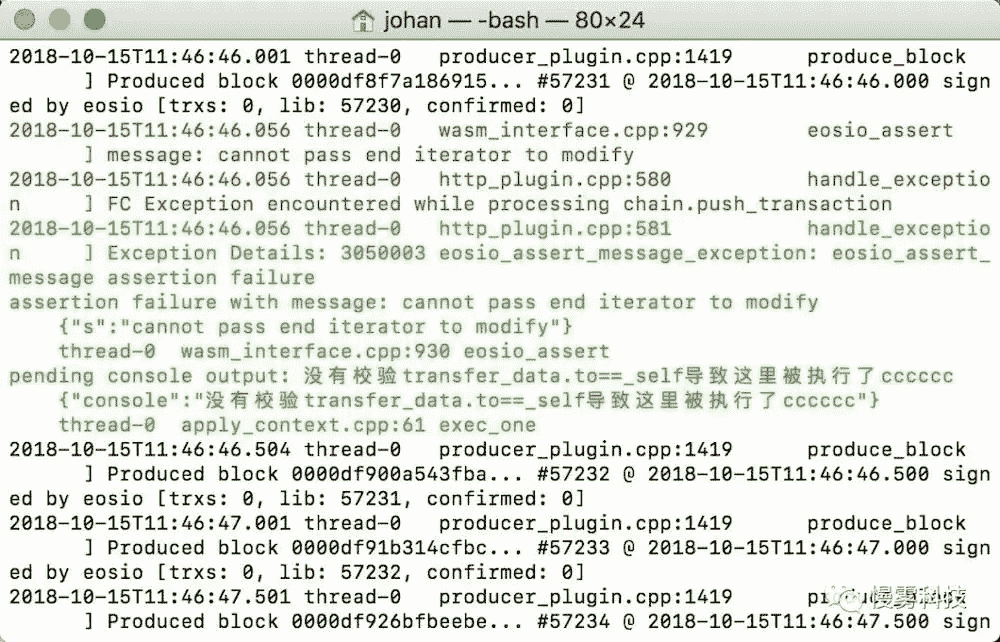 johan — -bash — 80×24
2018-10-15T11:46:46.001 thread-0   producer_plugin.cpp:1419      produce_block
      ] Produced block 0000df8f7a186915... #57231 @ 2018-10-15T11:46:46.000 sign
ed by eosio [trxs: 0, lib: 57230, confirmed: 0]
2018-10-15T11:46:46.056 thread-0   wasm_interface.cpp:929        eosio_assert
      ] message: cannot pass end iterator to modify
2018-10-15T11:46:46.056 thread-0   http_plugin.cpp:580           handle_exceptio
n     ] FC Exception encountered while processing chain.push_transaction
2018-10-15T11:46:46.056 thread-0   http_plugin.cpp:581           handle_exceptio
n     ] Exception Details: 3050003 eosio_assert_message_exception: eosio_assert_
message assertion failure
assertion failure with message: cannot pass end iterator to modify
    {"s":"cannot pass end iterator to modify"}
    thread-0  wasm_interface.cpp:930 eosio_assert
pending console output: 没有校验transfer_data.to==_self导致这里被执行了cccccc
    {"console":"没有校验transfer_data.to==_self导致这里被执行了cccccc"}
    thread-0  apply_context.cpp:61 exec_one
2018-10-15T11:46:46.504 thread-0   producer_plugin.cpp:1419      produce_block
      ] Produced block 0000df900a543fba... #57232 @ 2018-10-15T11:46:46.500 sign
ed by eosio [trxs: 0, lib: 57231, confirmed: 0]
2018-10-15T11:46:47.001 thread-0   producer_plugin.cpp:1419      produce_block
      ] Produced block 0000df91b314cfbc... #57233 @ 2018-10-15T11:46:47.000 sign
ed by eosio [trxs: 0, lib: 57232, confirmed: 0]
2018-10-15T11:46:47.501 thread-0   producer_plugin.cpp:1419      produce_block
      ] Produced block 0000df926bfbeebe... #57234 @ 2018-10-15T11:46:47.500 sign
慢雾科技